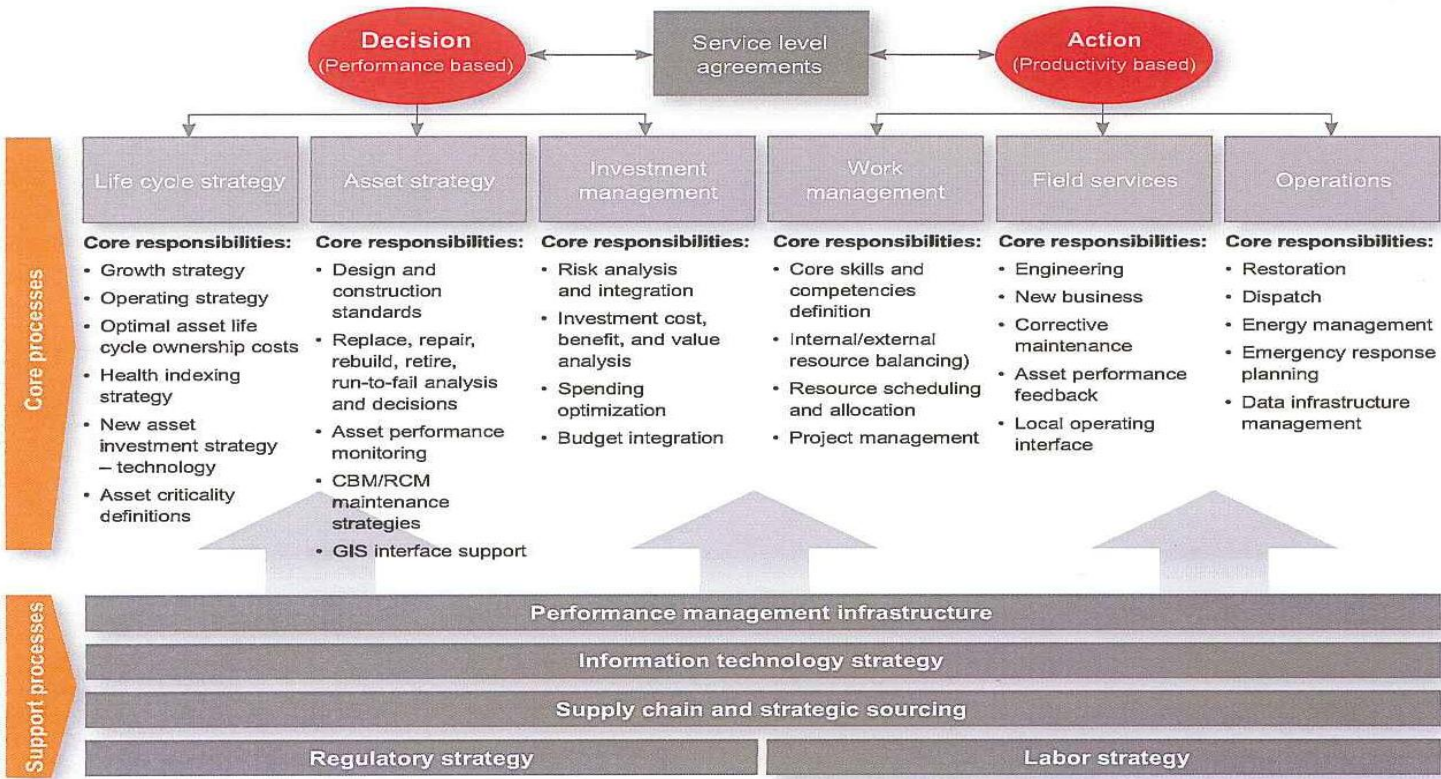 Decision
(Performance based)
Service level
agreements
Action
(Productivity based)
Core processes
Life cycle strategy
Asset strategy
Investment
management
Work
management
Field services
Operations
Core responsibilities:
• Growth strategy
• Operating strategy
• Optimal asset life
cycle ownership costs
• Health indexing
strategy
• New asset
investment strategy
– technology
• Asset criticality
definitions
Core responsibilities:
• Design and
construction
standards
• Replace, repair,
rebuild, retire,
run-to-fail analysis
and decisions
• Asset performance
monitoring
• CBM/RCM
maintenance
strategies
• GIS interface support
Core responsibilities:
• Risk analysis
and integration
• Investment cost,
benefit, and value
analysis
• Spending
optimization
• Budget integration
Core responsibilities:
• Core skills and
competencies
definition
• Internal/external
resource balancing)
• Resource scheduling
and allocation
• Project management
Core responsibilities:
• Engineering
• New business
• Corrective
maintenance
• Asset performance
feedback
• Local operating
interface
Core responsibilities:
• Restoration
• Dispatch
• Energy management
• Emergency response
planning
• Data infrastructure
management
Support processes
Performance management infrastructure
Information technology strategy
Supply chain and strategic sourcing
Regulatory strategy
Labor strategy